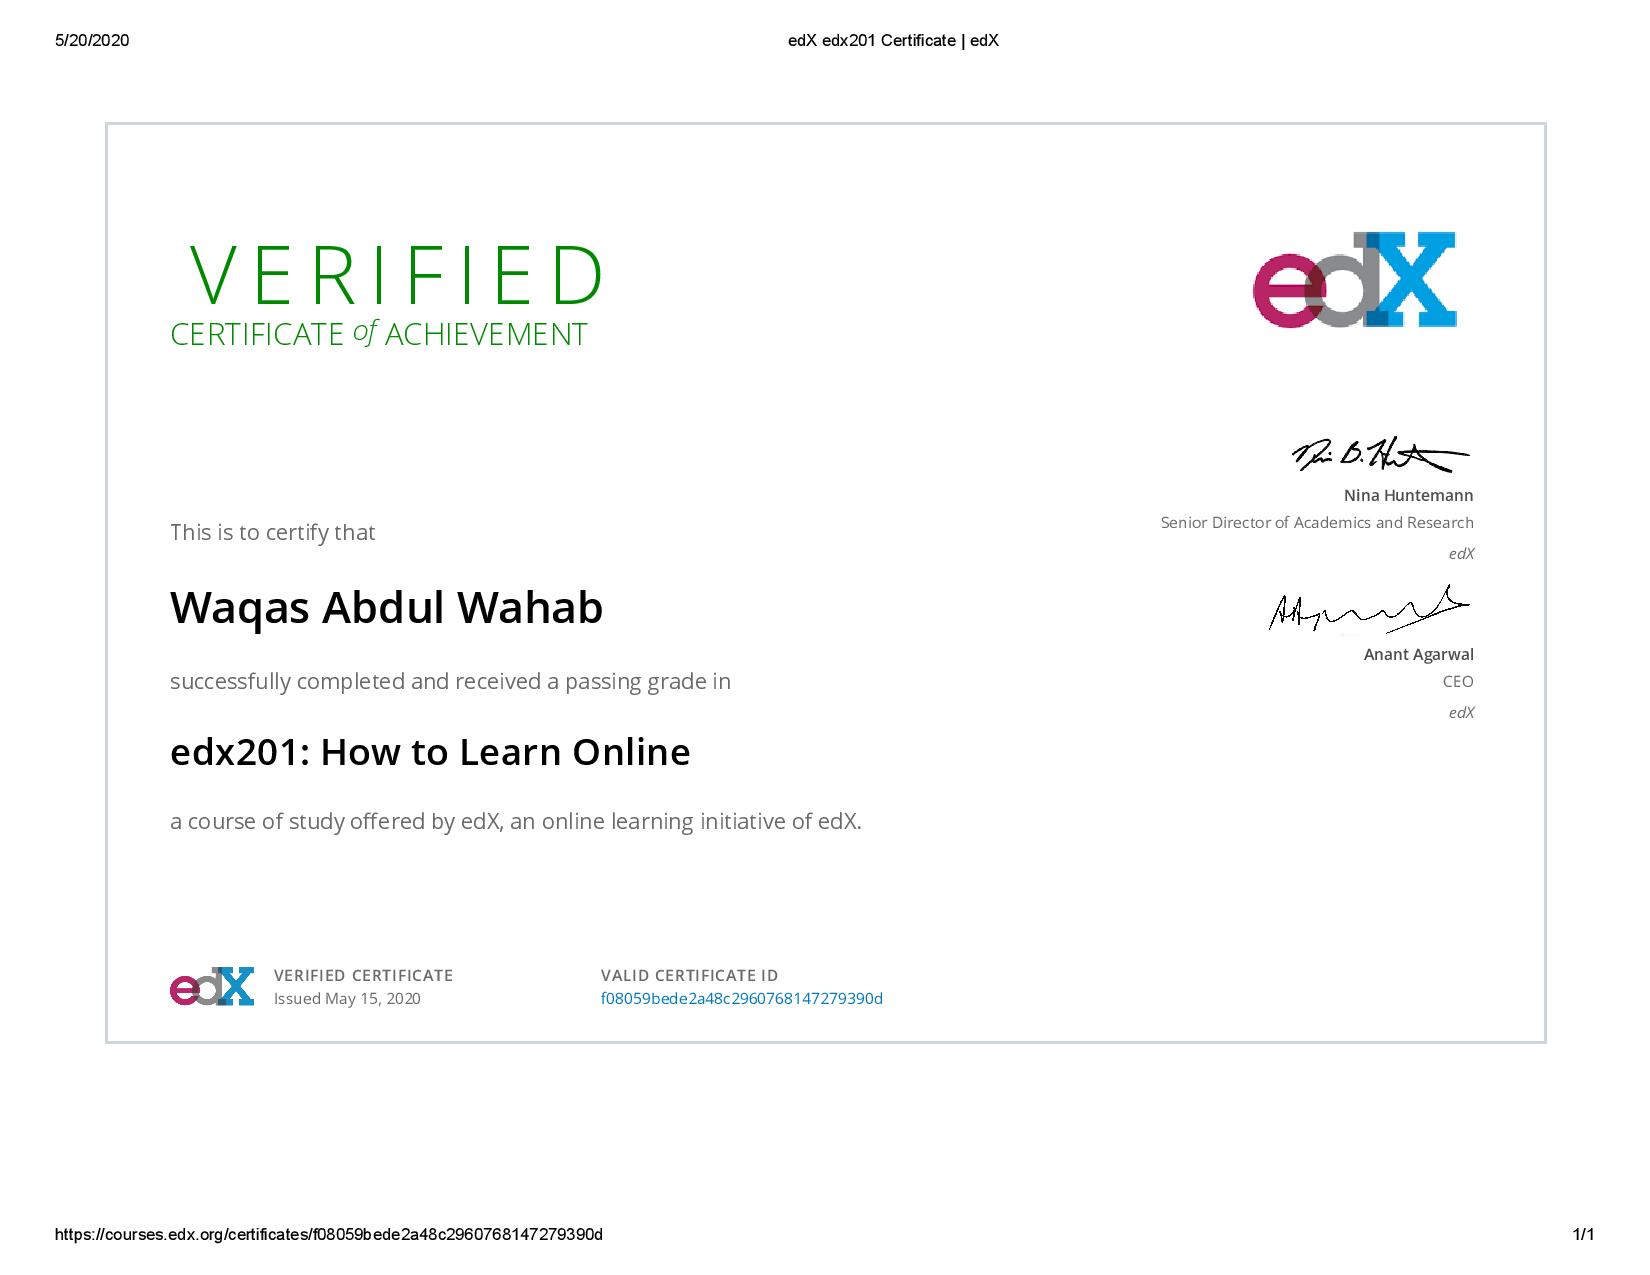 5/20/2020 edX edx201 Certificate | edX
VERIFIED
CERTIFICATE of ACHIEVEMENT
edX
This is to certify that
Waqas Abdul Wahab
successfully completed and received a passing grade in
edx201: How to Learn Online
a course of study offered by edX, an online learning initiative of edX.
Nina Huntemann
Senior Director of Academics and Research
edX
Anant Agarwal
CEO
edX
edX
VERIFIED CERTIFICATE
Issued May 15, 2020
VALID CERTIFICATE ID
f08059bede2a48c2960768147279390d
https://courses.edx.org/certificates/f08059bede2a48c2960768147279390d 1/1